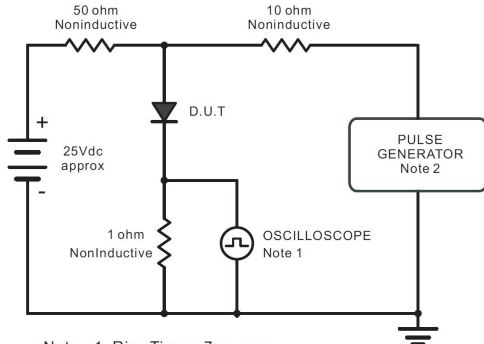 50 ohm
Noninductive
10 ohm
Noninductive
D.U.T
+
25Vdc
approx
-
PULSE
GENERATOR
Note 2
1 ohm
NonInductive
OSCILLOSCOPE
Note 1